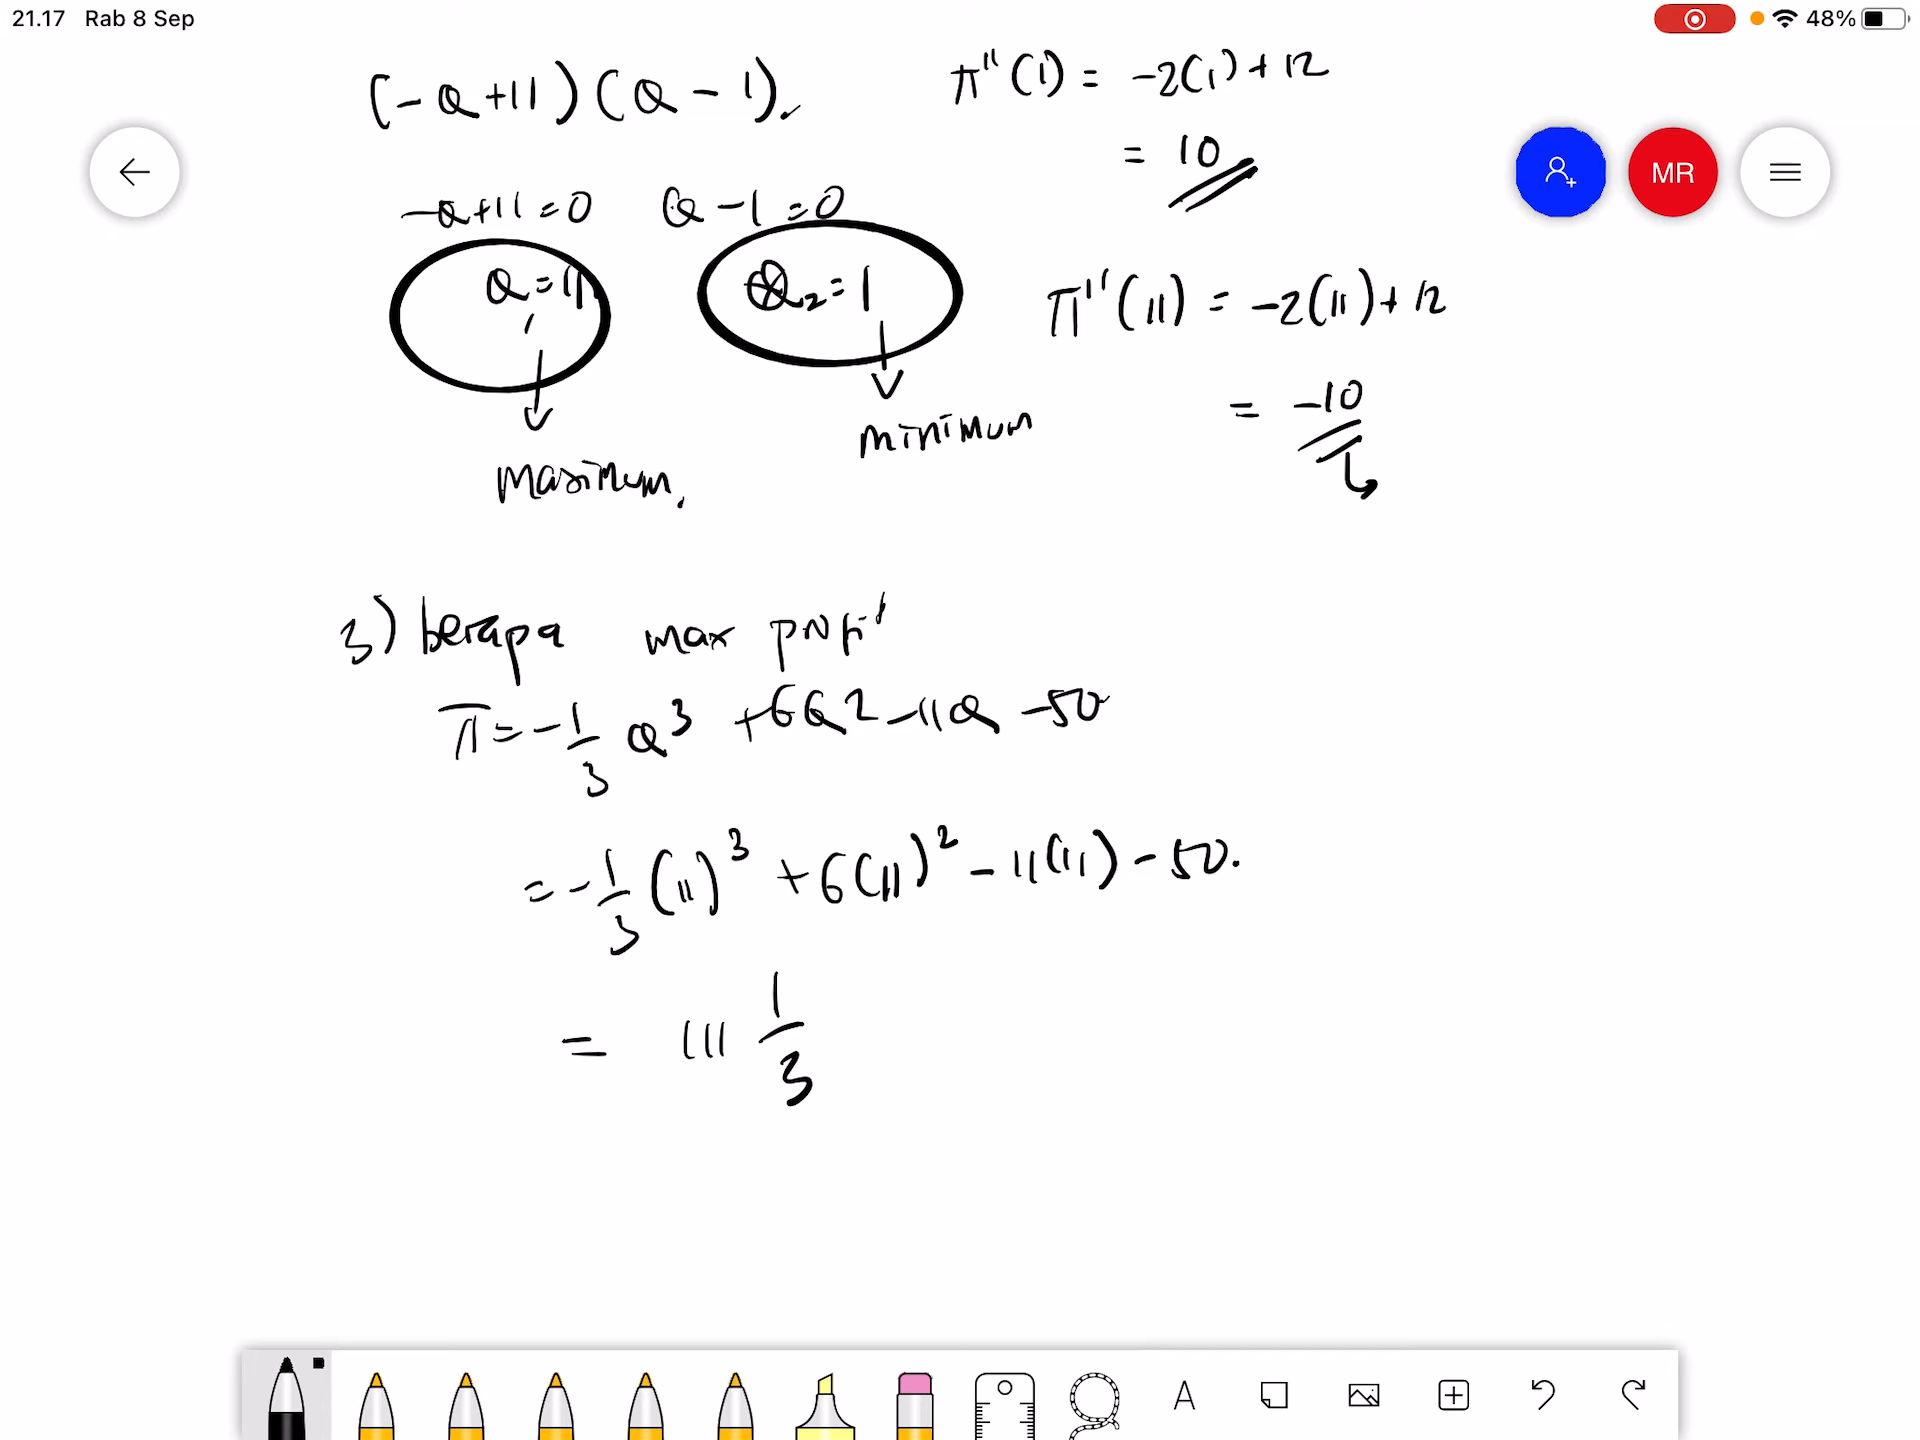 21.17 Rab 8 Sep
48%
(-Q+11)(Q-1)
-Q+11=0 Q-1=0
Q₁=11 Q₂=1
maximum.
minimum
π''(1) = -2(1)+12
= 10
π''(11) = -2(11)+12
= -10
MR
3) berapa max profit
π = -1/3 Q³ +6Q2 -11Q -50
= -1/3 (11)³ +6(11)² -11(11) -50.
= 111 1/3
A